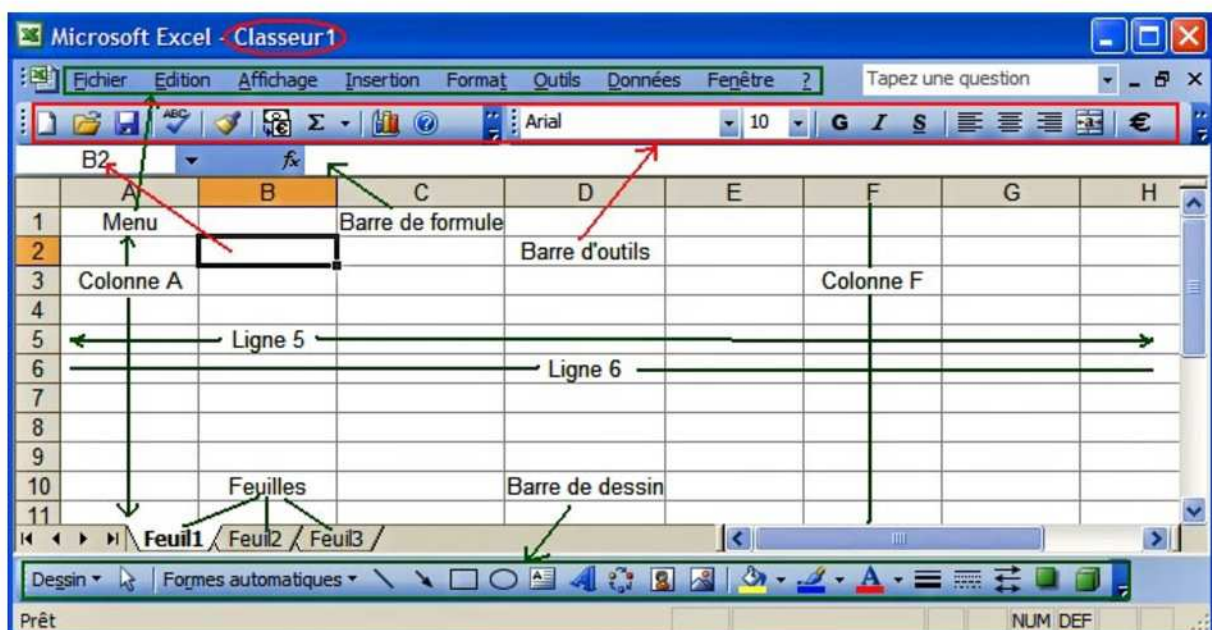 Microsoft Excel - Classeur1
Fichier Edition Affichage Insertion Format Outils Données Fenêtre ? Tapez une question
ABC € Σ Arial 10 G I S a €
B2 fx
A B C D E F G H
1 Menu Barre de formule
2 Barre d'outils
3 Colonne A Colonne F
4
5 Ligne 5
6 Ligne 6
7
8
9
10 Feuilles Barre de dessin
11
Feuil1 Feuil2 Feuil3
Dessin Formes automatiques A A
Prêt NUM DEF